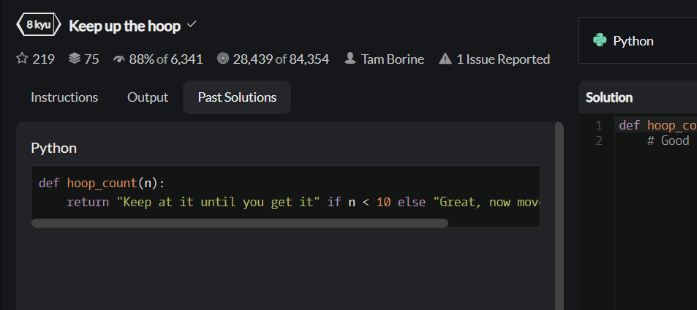 8 kyu Keep up the hoop
219 75 88% of 6,341 28,439 of 84,354 Tam Borine 1 Issue Reported
Python
Instructions Output Past Solutions
Solution
Python
def hoop_count(n):
return "Keep at it until you get it" if n < 10 else "Great, now mov
1 def hoop_co
2 # Good